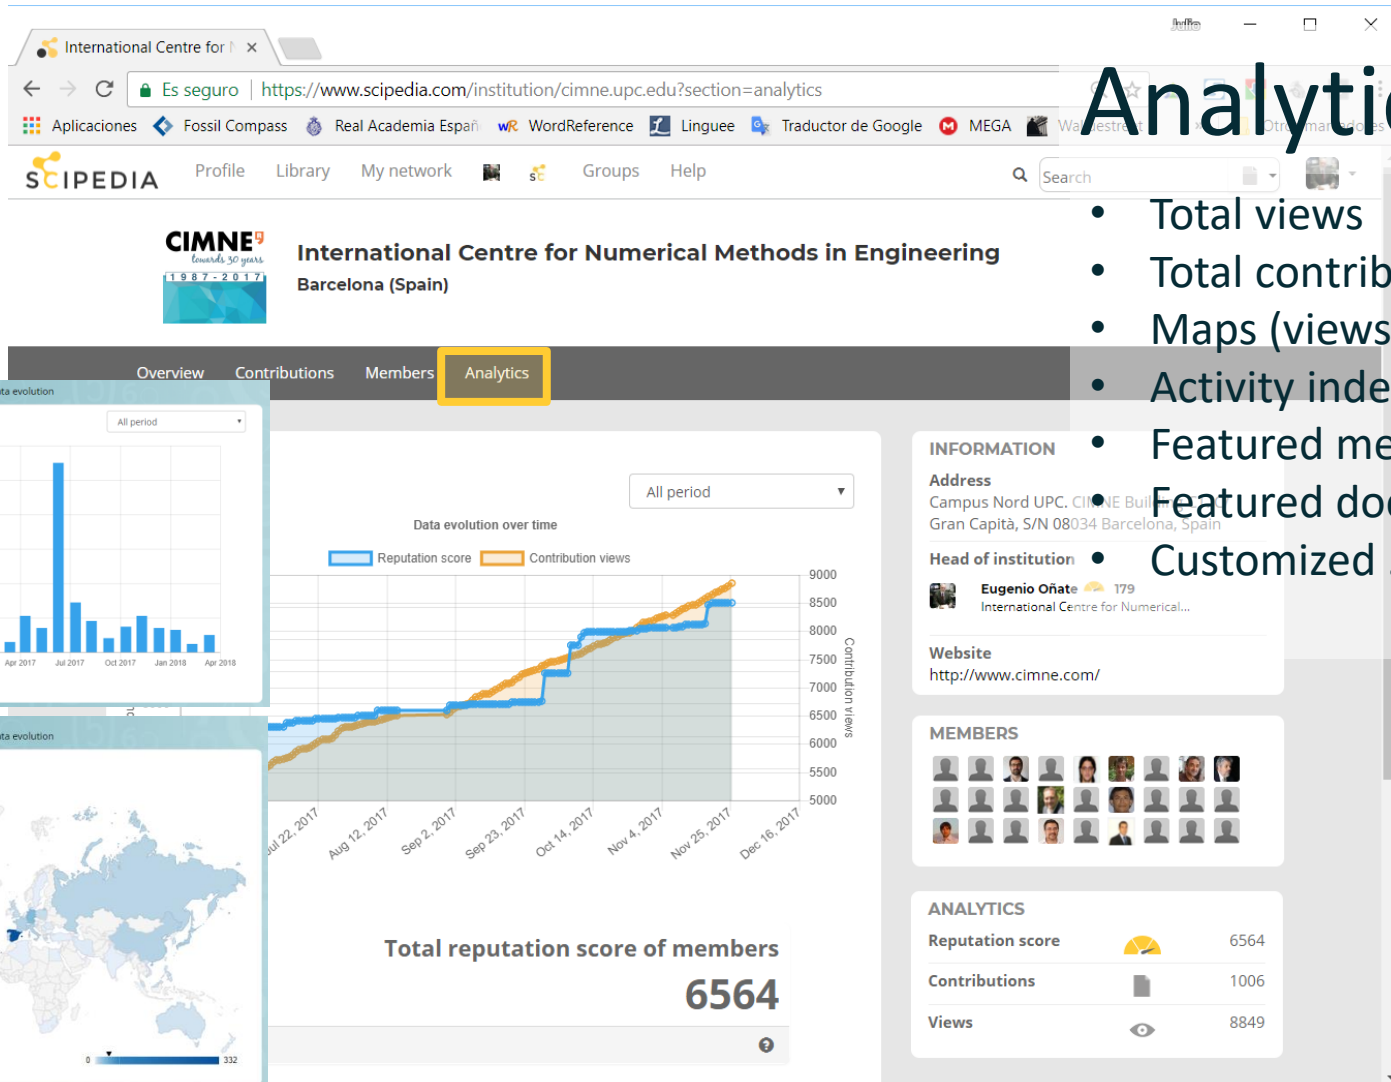 Julio
International Centre for N
Es seguro | https://www.scipedia.com/institution/cimne.upc.edu?section=analytics
Aplicaciones Fossil Compass Real Academia Españ WordReference Linguee Traductor de Google MEGA
Analytic
SCIPEDIA Profile Library My network Groups Help Search
CIMNE
towards 30 years
1987-2017
International Centre for Numerical Methods in Engineering
Barcelona (Spain)
• Total views
• Total contrib
• Maps (views
• Activity inde
• Featured me
• Featured doc
• Customized
Overview Contributions Members Analytics
ata evolution
All period
Apr 2017 Jul 2017 Oct 2017 Jan 2018 Apr 2018
All period
Data evolution over time
Reputation score Contribution views
9000
8500
8000
7500
7000
6500
6000
5500
5000
Contribution views
Jul 22, 2017 Aug 12, 2017 Sep 2, 2017 Sep 23, 2017 Oct 14, 2017 Nov 4, 2017 Nov 25, 2017 Dec 16, 2017
ata evolution
0 332
Total reputation score of members
6564
INFORMATION
Address
Campus Nord UPC. CIMNE Building
Gran Capità, S/N 08034 Barcelona, Spain
Head of institution
Eugenio Oñate 179
International Centre for Numerical...
Website
http://www.cimne.com/
MEMBERS
ANALYTICS
Reputation score 6564
Contributions 1006
Views 8849